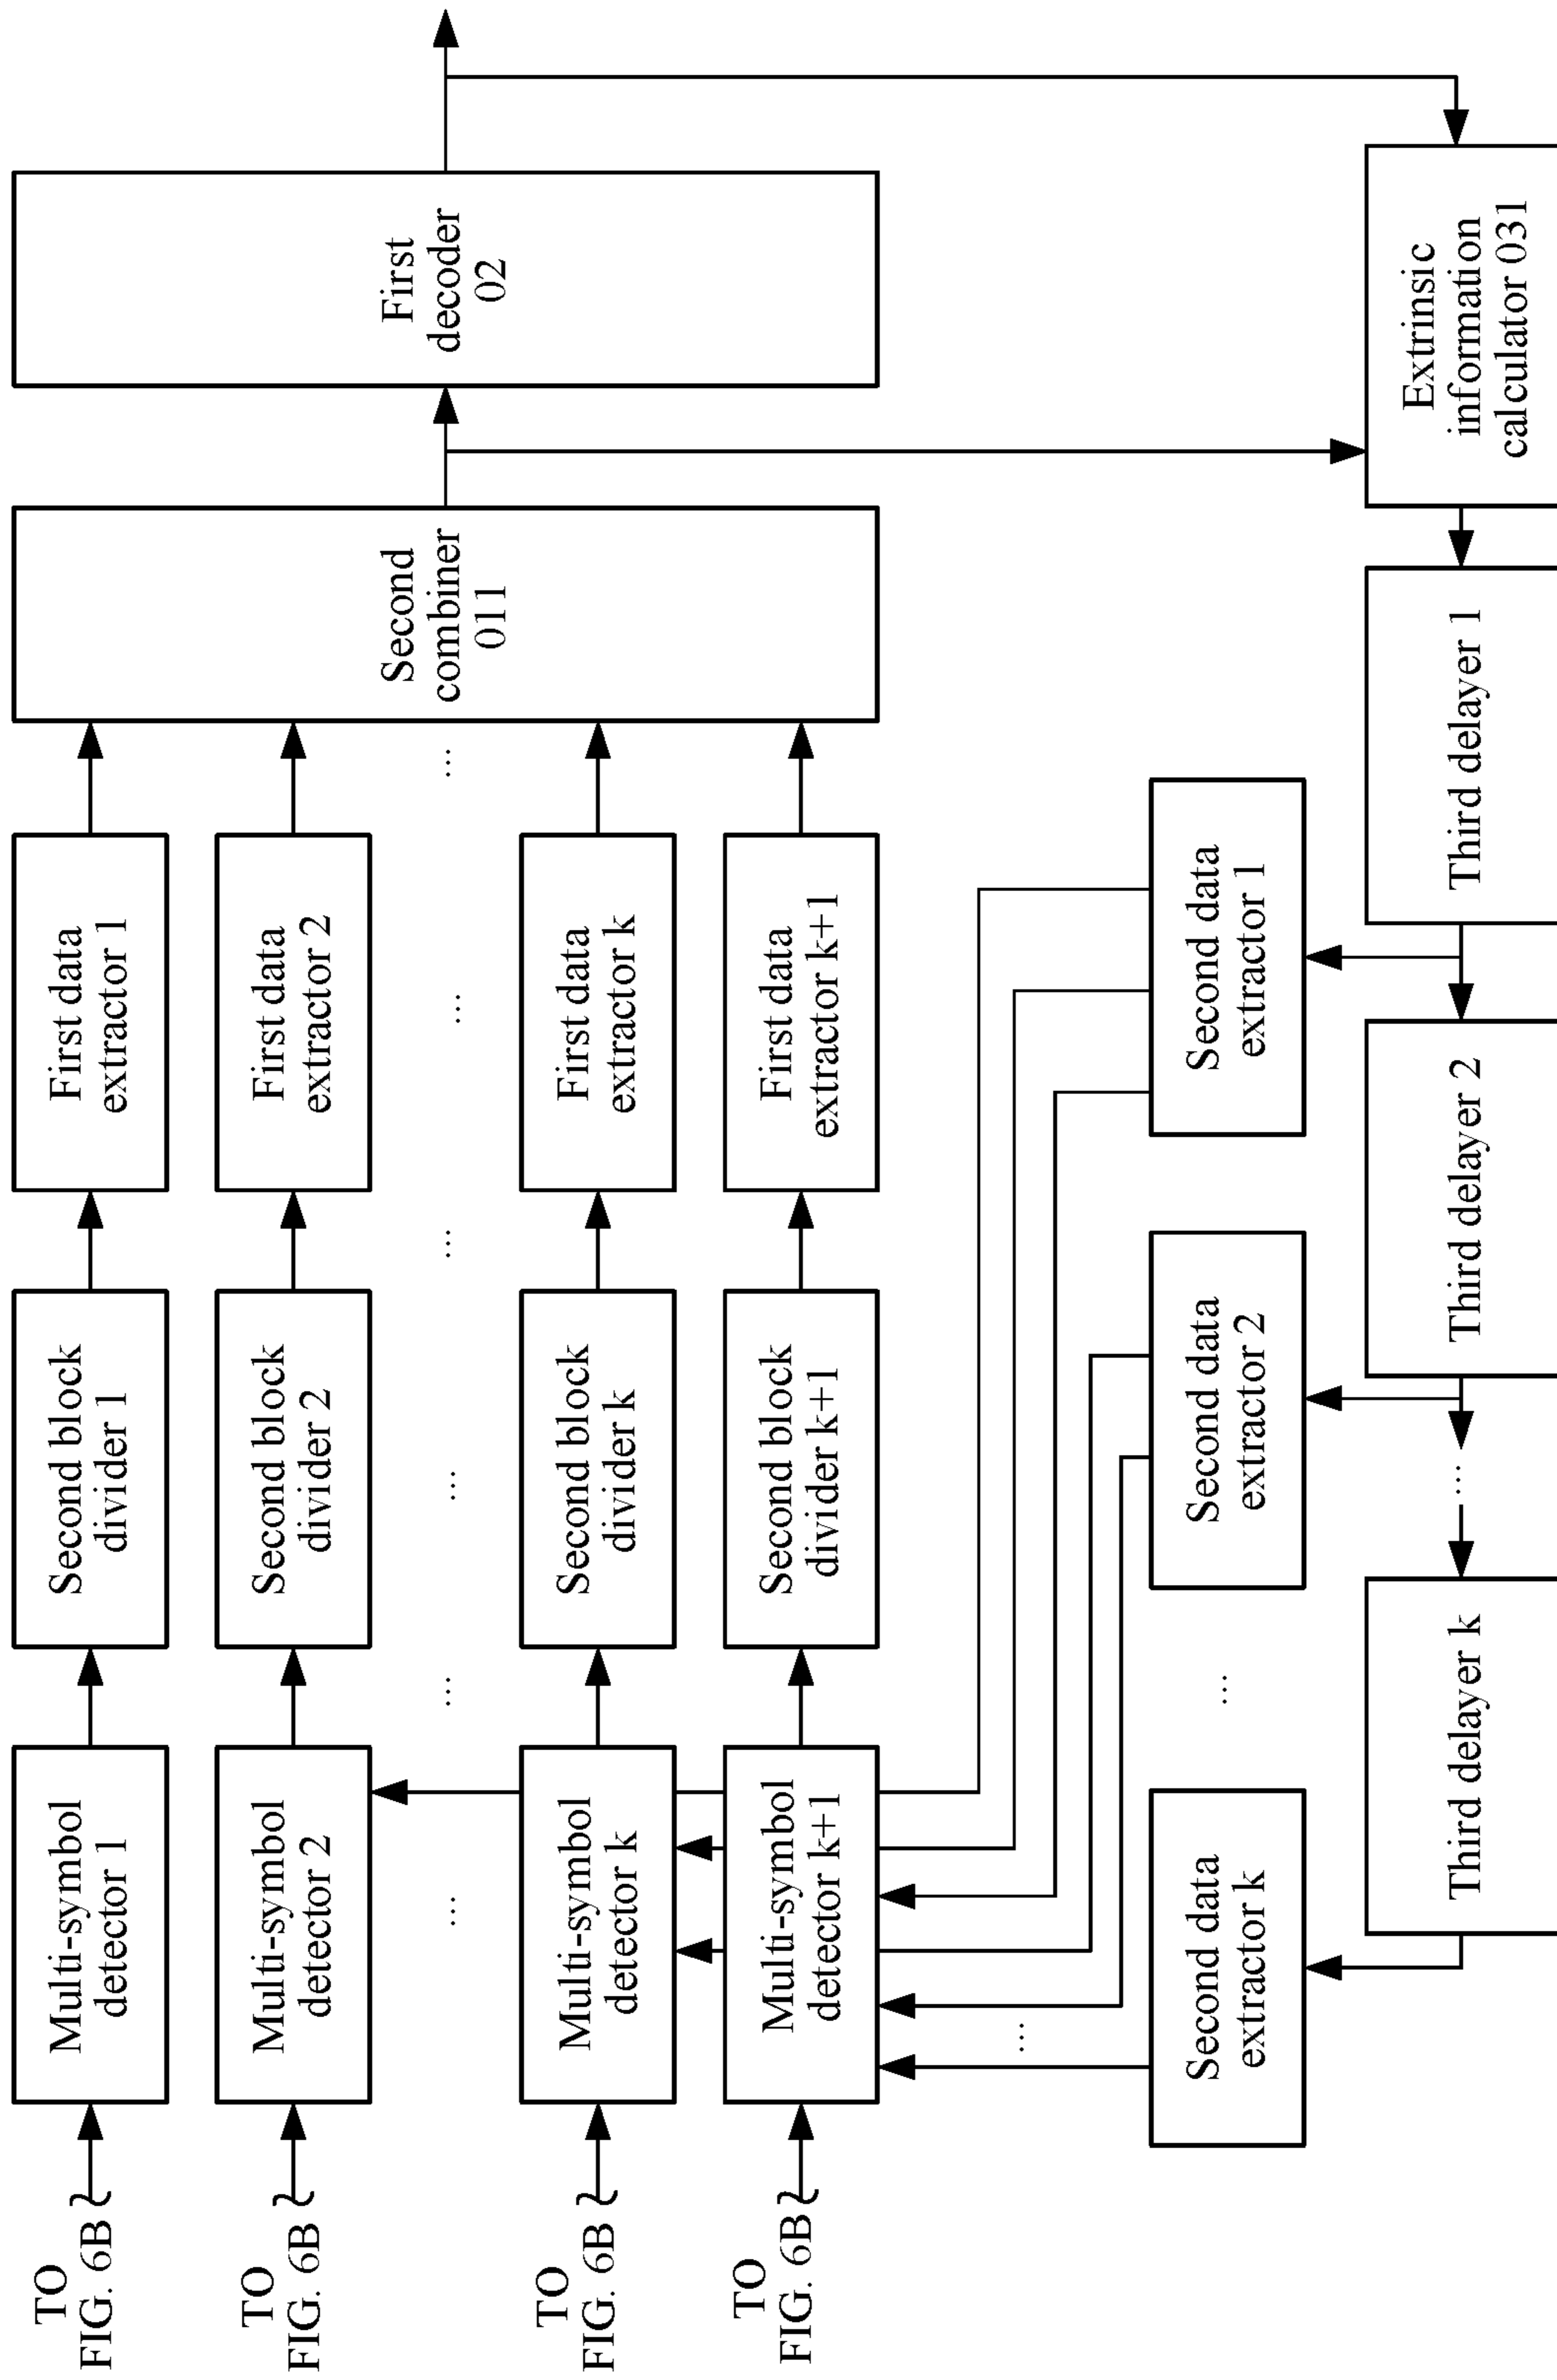 TO
FIG. 6B
Multi-symbol
detector 1
Second block
divider 1
First data
extractor 1
TO
FIG. 6B
Multi-symbol
detector 2
Second block
divider 2
First data
extractor 2
...
...
...
...
...
...
Second
combiner
011
First
decoder
02
TO
FIG. 6B
Multi-symbol
detector k
Second block
divider k
First data
extractor k
TO
FIG. 6B
Multi-symbol
detector k+1
Second block
divider k+1
First data
extractor k+1
...
Second data
extractor k
...
Second data
extractor 2
Second data
extractor 1
Third delayer k
....
Third delayer 2
Third delayer 1
Extrinsic
information
calculator 031